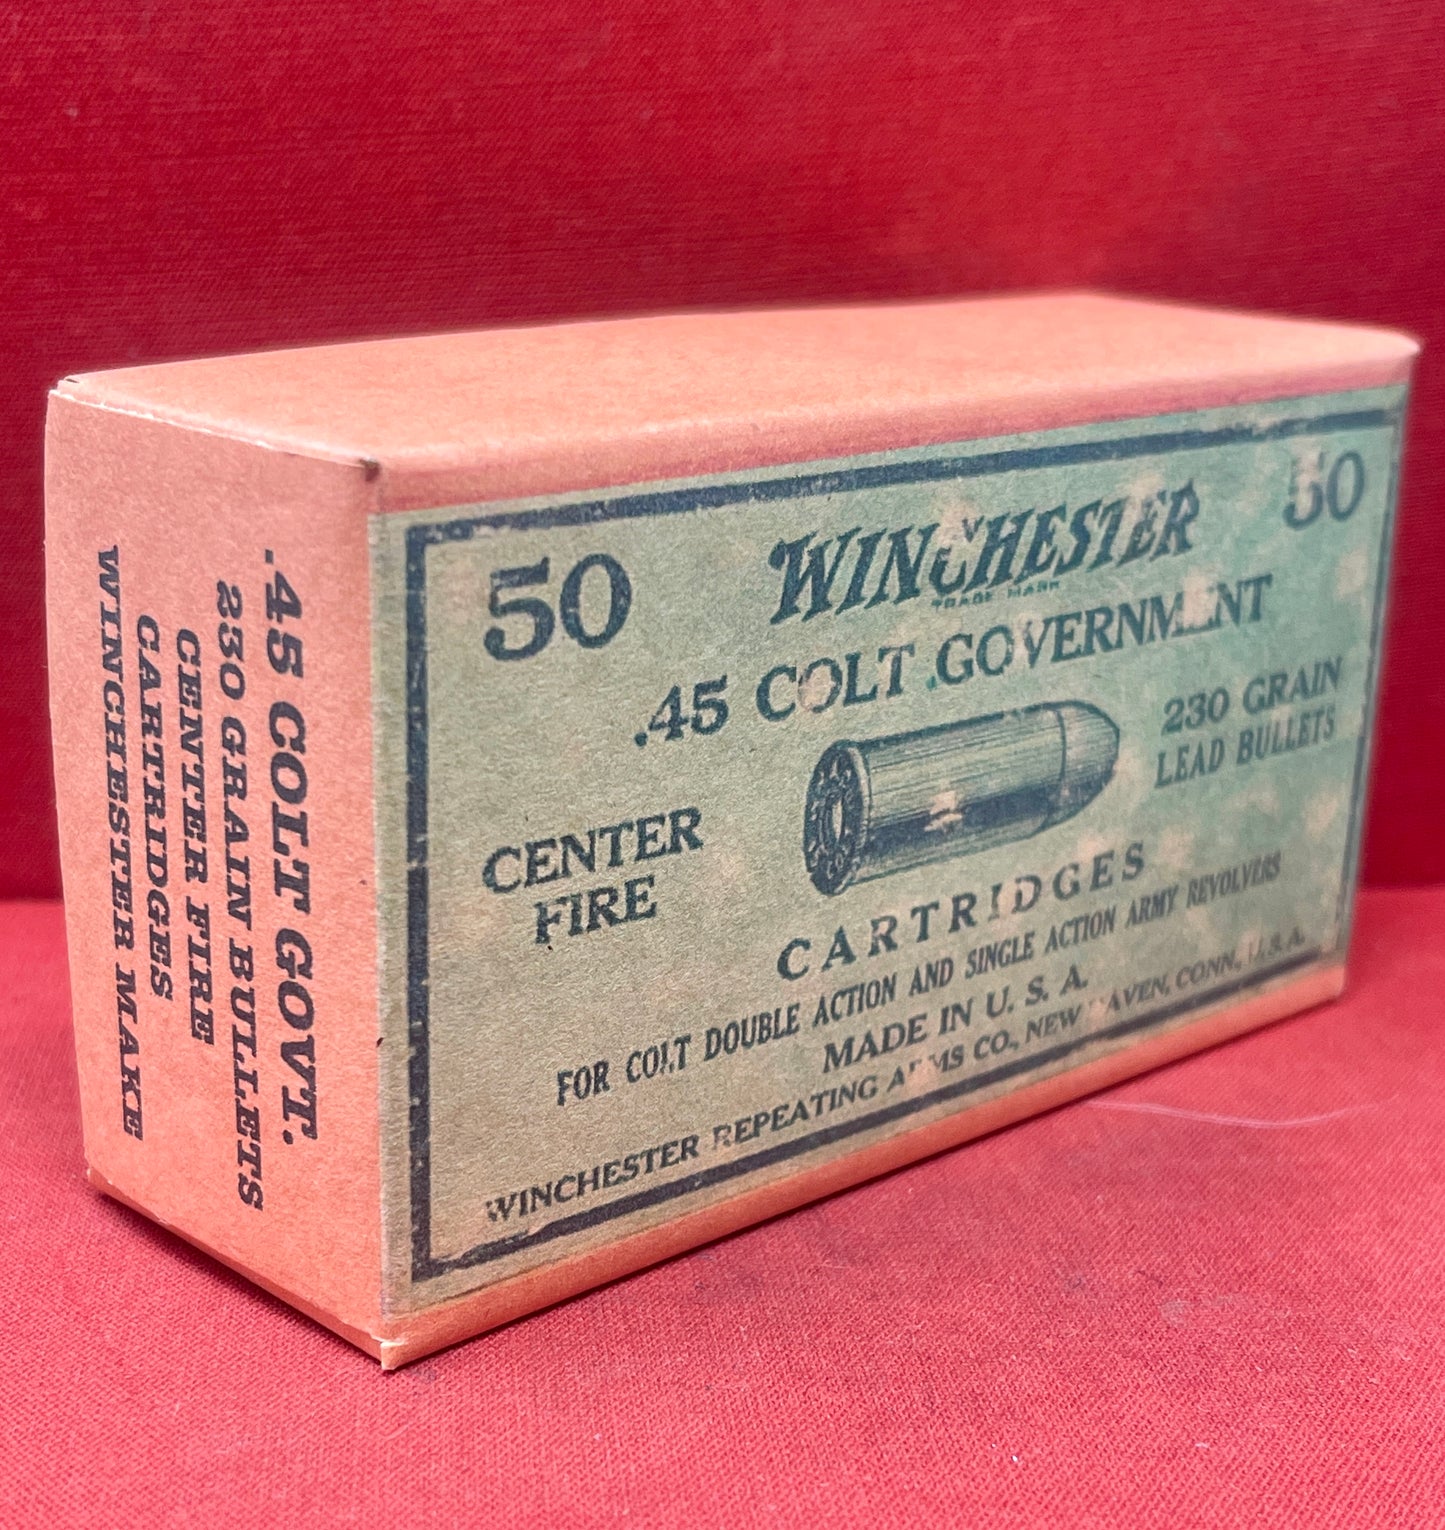 .45 COLT GOVT.
230 GRAIN BULLETS
CENTER FIRE
CARTRIDGES
WINCHESTER MAKE
50
WINCHESTER
TRADE MARK
50
.45 COLT GOVERNMENT
230 GRAIN
LEAD BULLETS
CENTER
FIRE
CARTRIDGES
FOR COLT DOUBLE ACTION AND SINGLE ACTION ARMY REVOLVERS
MADE IN U. S. A.
WINCHESTER REPEATING ARMS CO., NEW HAVEN, CONN., U.S.A.